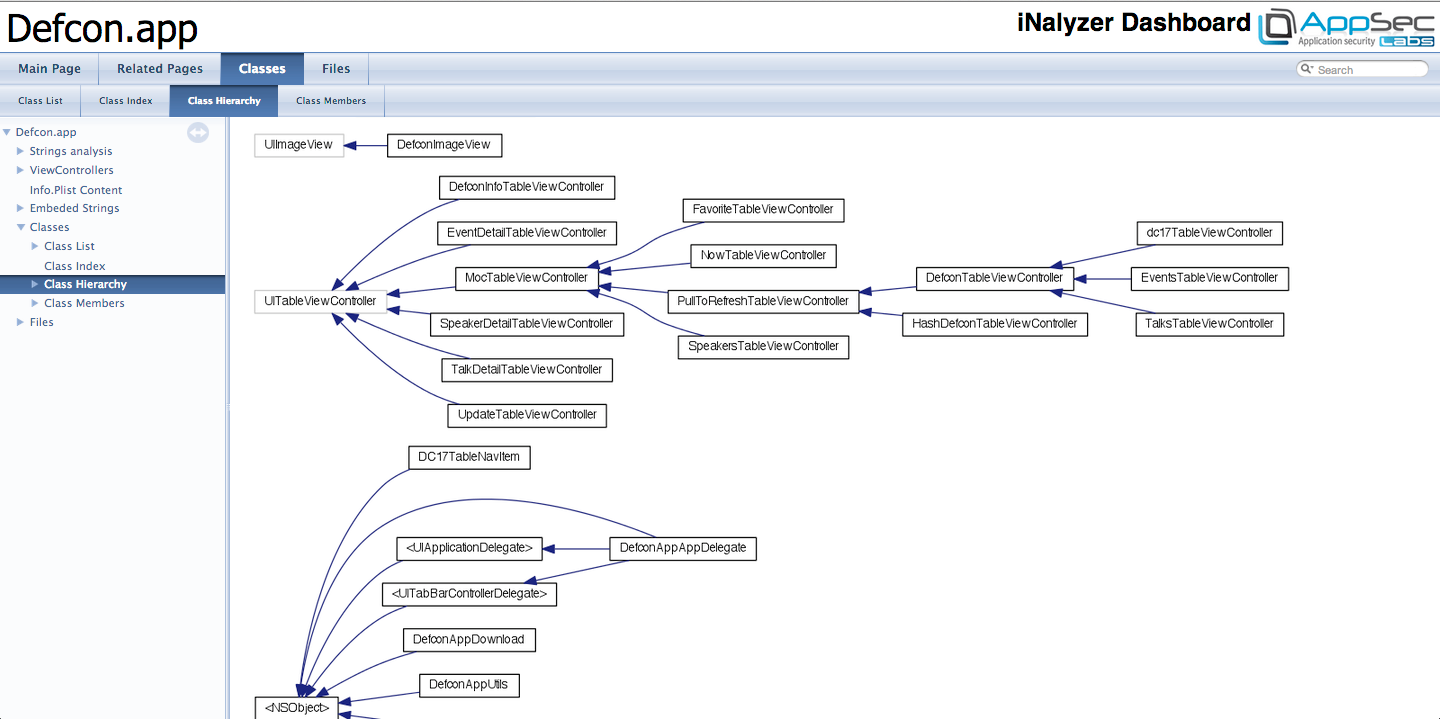 Defcon.app
iNalyzer Dashboard
AppSec
Application security Labs
Main Page Related Pages Classes Files
Search
Class List Class Index Class Hierarchy Class Members
Defcon.app
Strings analysis
ViewControllers
Info.Plist Content
Embeded Strings
Classes
Class List
Class Index
Class Hierarchy
Class Members
Files
UIImageView DefconImageView
DefconInfoTableViewController
FavoriteTableViewController
EventDetailTableViewController dc17TableViewController
NowTableViewController
MocTableViewController DefconTableViewController EventsTableViewController
UITableViewController PullToRefreshTableViewController
SpeakerDetailTableViewController HashDefconTableViewController TalksTableViewController
SpeakersTableViewController
TalkDetailTableViewController
UpdateTableViewController
DC17TableNavItem
<UIApplicationDelegate> DefconAppAppDelegate
<UITabBarControllerDelegate>
DefconAppDownload
DefconAppUtils
<NSObject>